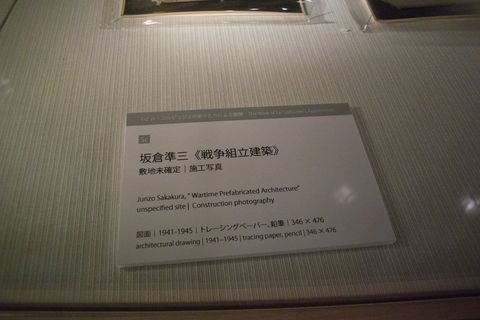 坂倉準三《戦争組立建築》
敷地未確定｜施工写真
Junzo Sakakura, "Wartime Prefabricated Architecture"
unspecified site | Construction photography
図面｜1941-1945｜トレーシングペーパー、鉛筆｜346 × 476
architectural drawing | 1941–1945 | tracing paper, pencil | 346 × 476